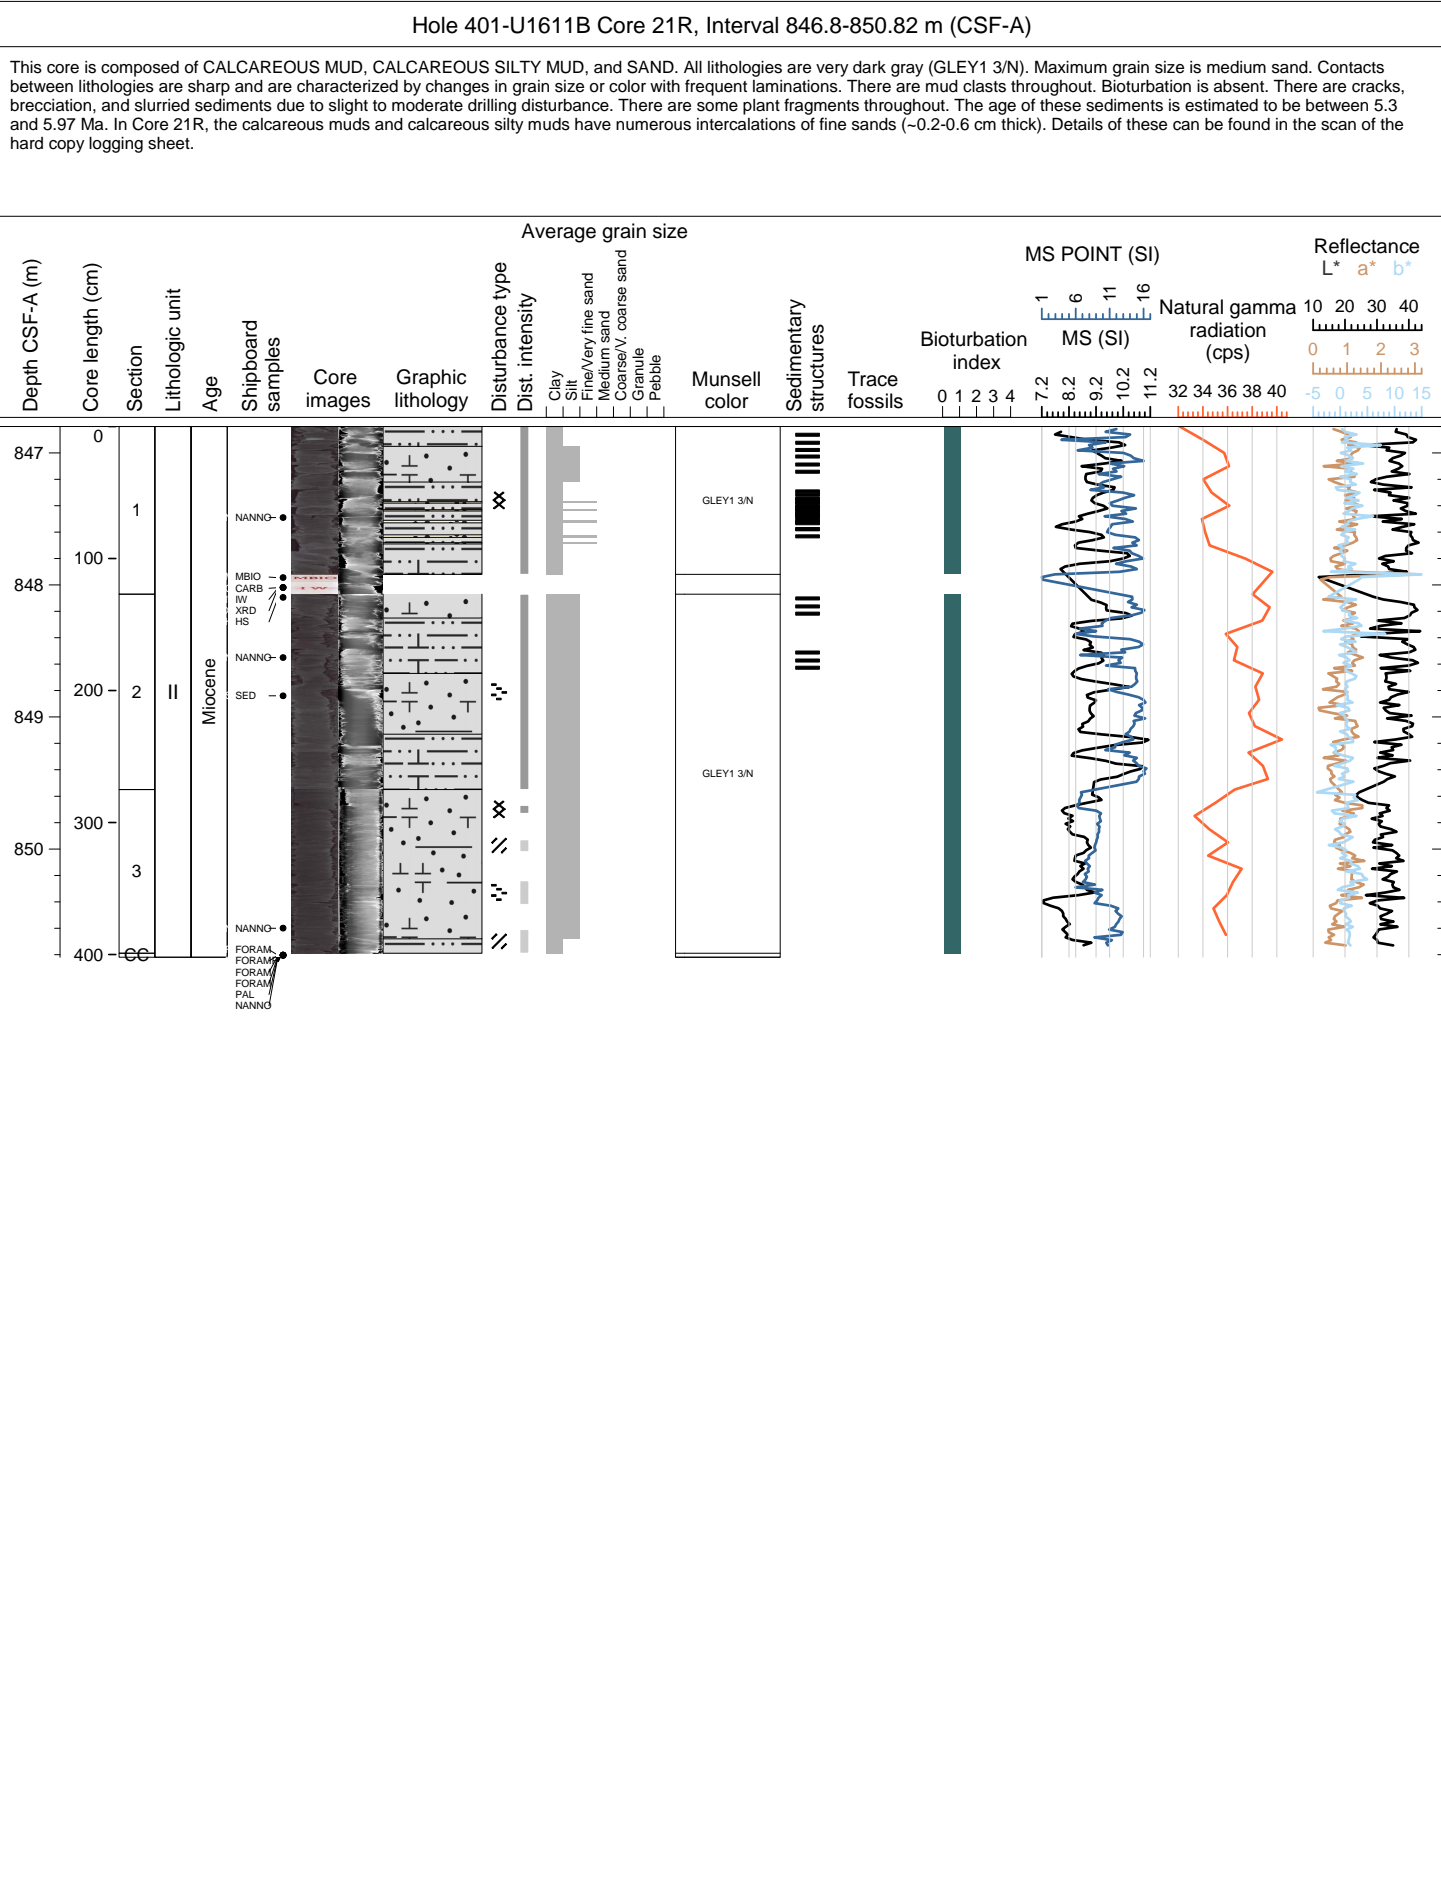 Hole 401-U1611B Core 21R, Interval 846.8-850.82 m (CSF-A)
This core is composed of CALCAREOUS MUD, CALCAREOUS SILTY MUD, and SAND. All lithologies are very dark gray (GLEY1 3/N). Maximum grain size is medium sand. Contacts
between lithologies are sharp and are characterized by changes in grain size or color with frequent laminations. There are mud clasts throughout. Bioturbation is absent. There are cracks,
brecciation, and slurried sediments due to slight to moderate drilling disturbance. There are some plant fragments throughout. The age of these sediments is estimated to be between 5.3
and 5.97 Ma. In Core 21R, the calcareous muds and calcareous silty muds have numerous intercalations of fine sands (~0.2-0.6 cm thick). Details of these can be found in the scan of the
hard copy logging sheet.
Depth CSF-A (m)
Core length (cm)
Section
Lithologic unit
Age
Shipboard
samples
Core
images
Graphic
lithology
Disturbance type
Dist. intensity
Average grain size
Clay
Silt
Fine/Very fine sand
Medium sand
Coarse/V. coarse sand
Granule
Pebble
Munsell
color
Sedimentary
structures
Trace
fossils
Bioturbation
index
0 1 2 3 4
MS POINT (SI)
1 6 11 16
MS (SI)
7.2 8.2 9.2 10.2 11.2
Natural gamma
radiation
(cps)
32 34 36 38 40
Reflectance
L* a* b*
10 20 30 40
0 1 2 3
-5 0 5 10 15
847
848
849
850
0
100
200
300
400
1
2
3
CC
II
Miocene
NANNO
MBIO
CARB
IW
XRD
HS
NANNO
SED
NANNO
FORAM
FORAM
FORAM
FORAM
PAL
NANNO
MBIO
IW
GLEY1 3/N
GLEY1 3/N